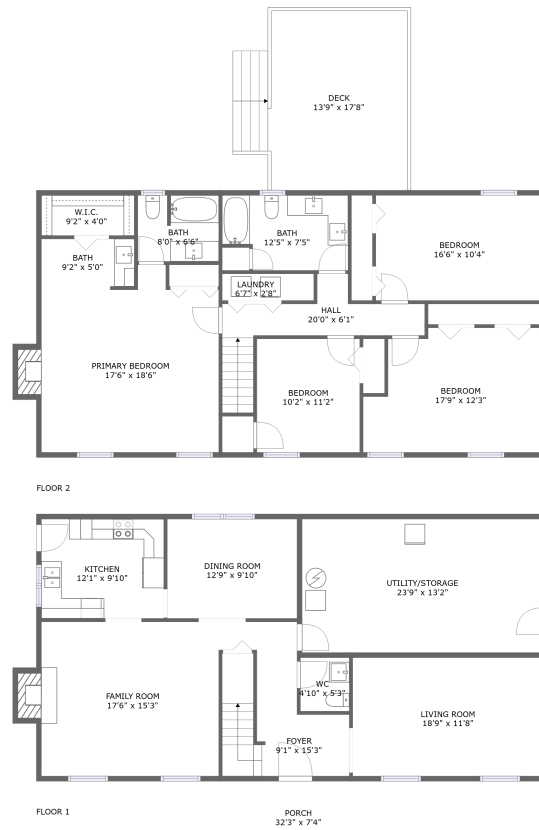 DECK
13'9" x 17'8"
W.I.C.
9'2" x 4'0"
BATH
8'0" x 6'6"
BATH
12'5" x 7'5"
BATH
9'2" x 5'0"
BEDROOM
16'6" x 10'4"
LAUNDRY
6'7" x 2'8"
HALL
20'0" x 6'1"
PRIMARY BEDROOM
17'6" x 18'6"
BEDROOM
10'2" x 11'2"
BEDROOM
17'9" x 12'3"
FLOOR 2
KITCHEN
12'1" x 9'10"
DINING ROOM
12'9" x 9'10"
UTILITY/STORAGE
23'9" x 13'2"
FAMILY ROOM
17'6" x 15'3"
WC
4'10" x 5'3"
LIVING ROOM
18'9" x 11'8"
FOYER
9'1" x 15'3"
FLOOR 1
PORCH
32'3" x 7'4"